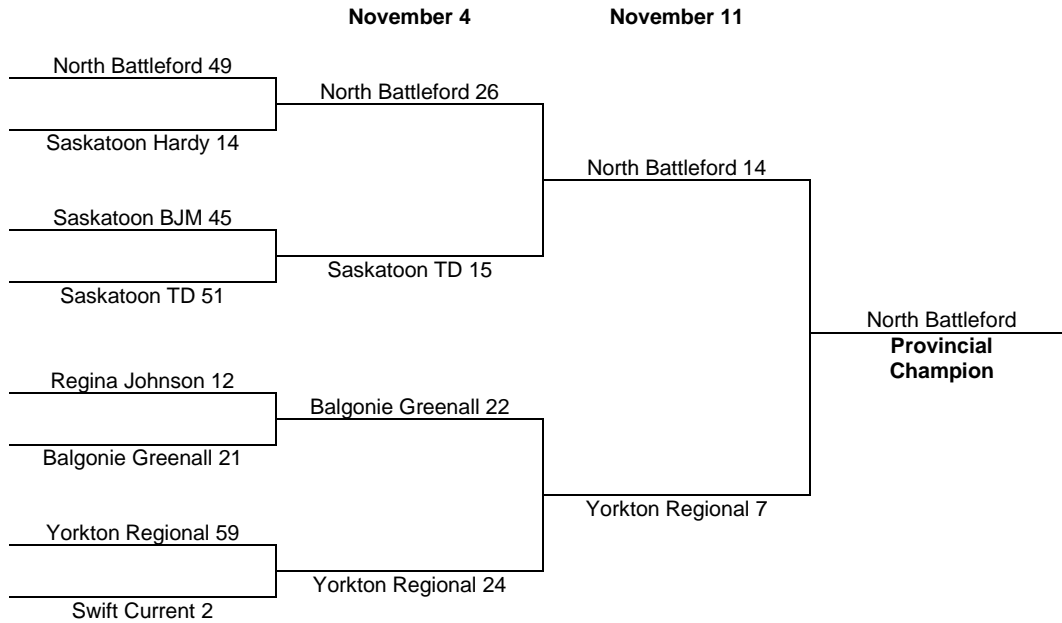 November 4
November 11
North Battleford 49
Saskatoon Hardy 14
Saskatoon BJM 45
Saskatoon TD 51
Regina Johnson 12
Balgonie Greenall 21
Yorkton Regional 59
Swift Current 2
North Battleford 26
Saskatoon TD 15
Balgonie Greenall 22
Yorkton Regional 24
North Battleford 14
Yorkton Regional 7
North Battleford
Provincial
Champion